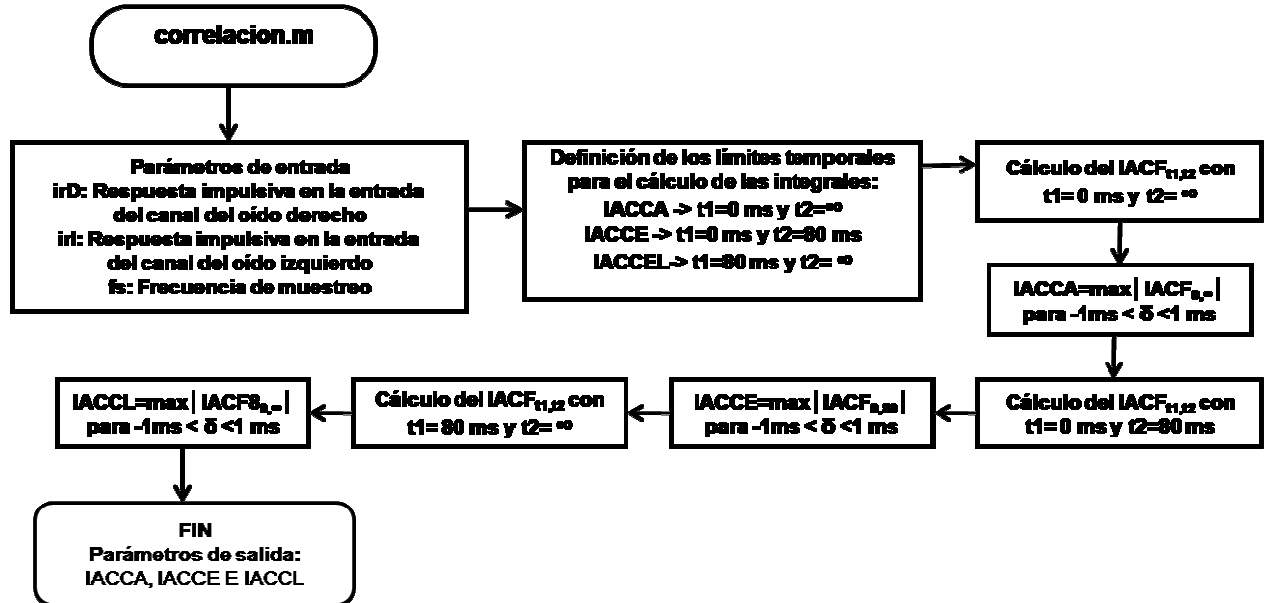 correlacion.m
Parámetros de entrada
irD: Respuesta impulsiva en la entrada
del canal del oído derecho
irI: Respuesta impulsiva en la entrada
del canal del oído izquierdo
fs: Frecuencia de muestreo
Definición de los límites temporales
para el cálculo de las integrales:
IACCA -> t1=0 ms y t2=∞
IACCE -> t1=0 ms y t2=80 ms
IACCEL-> t1=80 ms y t2= ∞
Cálculo del IACFt1,t2 con
t1= 0 ms y t2= ∞
IACCA=max| IACF0,∞|
para -1ms < δ <1 ms
Cálculo del IACFt1,t2 con
t1= 0 ms y t2=80 ms
IACCE=max|IACF0,80|
para -1ms < δ <1 ms
Cálculo del IACFt1,t2 con
t1= 80 ms y t2= ∞
IACCL=max| IACF80,∞|
para -1ms < δ <1 ms
FIN
Parámetros de salida:
IACCA, IACCE E IACCL